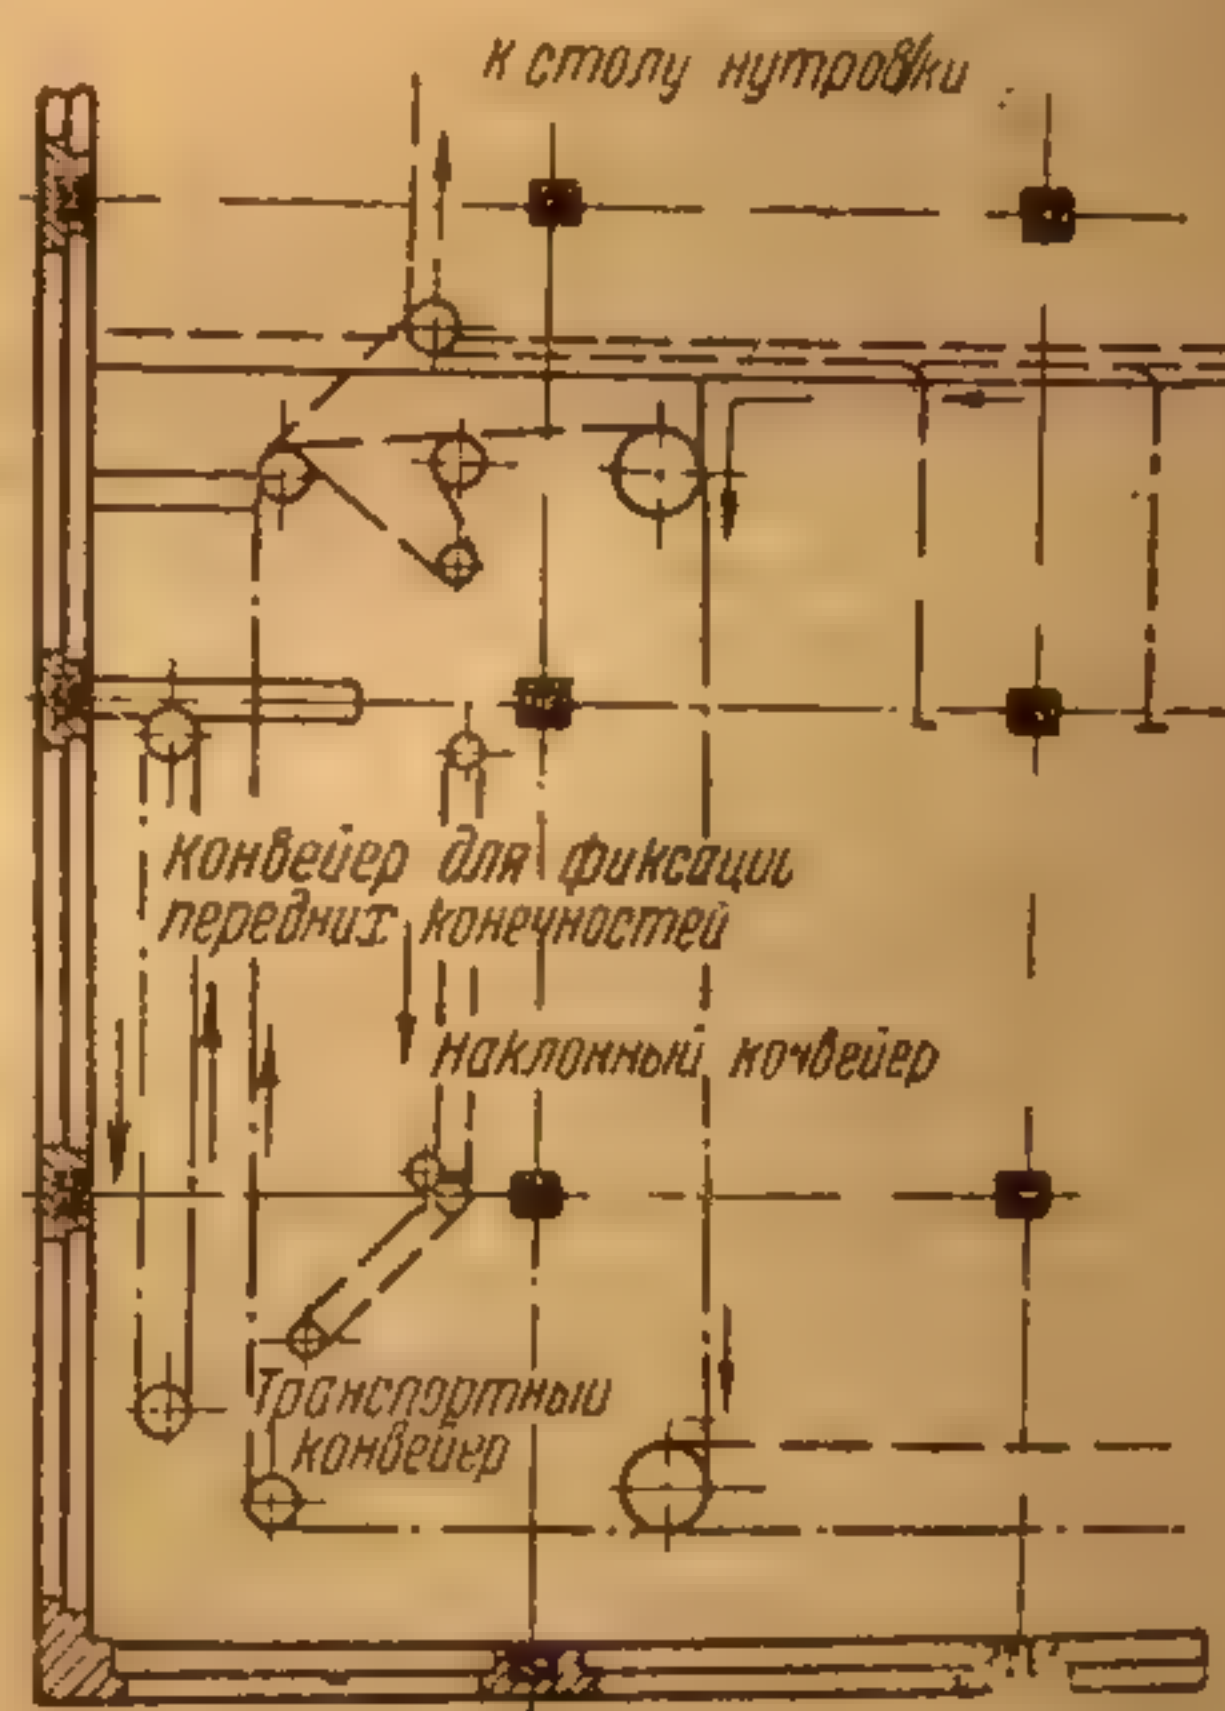 к столу нутровки
конвейер для фиксации
передних конечностей
наклонный конвейер
Транспортный
конвейер